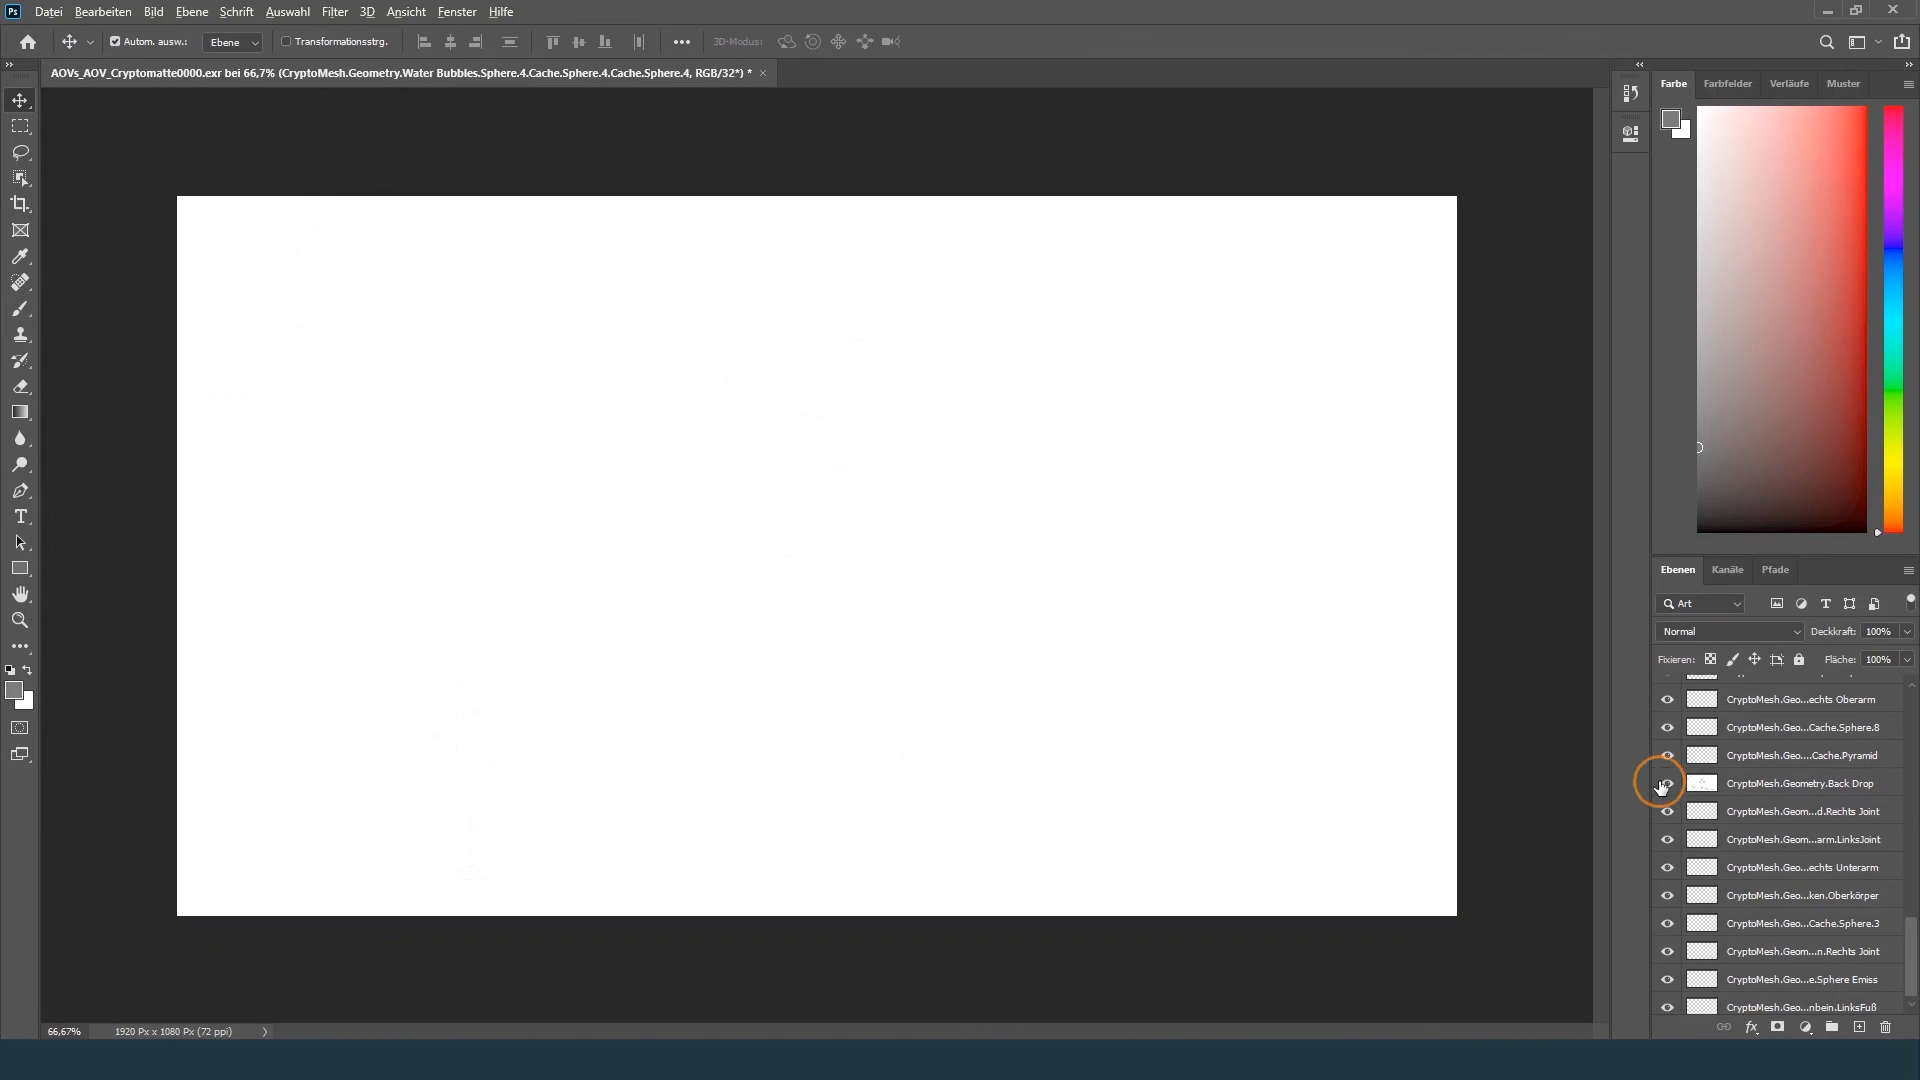 Ps Datei Bearbeiten Bild Ebene Schrift Auswahl Filter 3D Ansicht Fenster Hilfe
Autom. ausw.: Ebene Transformationsstrg. 3D-Modus:
AOVs_AOV_Cryptomatte0000.exr bei 66,7% (CryptoMesh.Geometry.Water Bubbles.Sphere.4.Cache.Sphere.4.Cache.Sphere.4, RGB/32*) *
Farbe Farbfelder Verläufe Muster
Ebenen Kanäle Pfade
Art
Normal Deckkraft: 100%
Fixieren: Fläche: 100%
CryptoMesh.Geo...echts Oberarm
CryptoMesh.Geo...Cache.Sphere.8
CryptoMesh.Geo....Cache.Pyramid
CryptoMesh.Geometry.Back Drop
CryptoMesh.Geom...d.Rechts Joint
CryptoMesh.Geom...arm.LinksJoint
CryptoMesh.Geo...echts Unterarm
CryptoMesh.Geo...ken.Oberkörper
CryptoMesh.Geo...Cache.Sphere.3
CryptoMesh.Geom...n.Rechts Joint
CryptoMesh.Geo...e.Sphere Emiss
CryptoMesh.Geo...nbein.LinksFuß
fx
66,67% 1920 Px x 1080 Px (72 ppi)